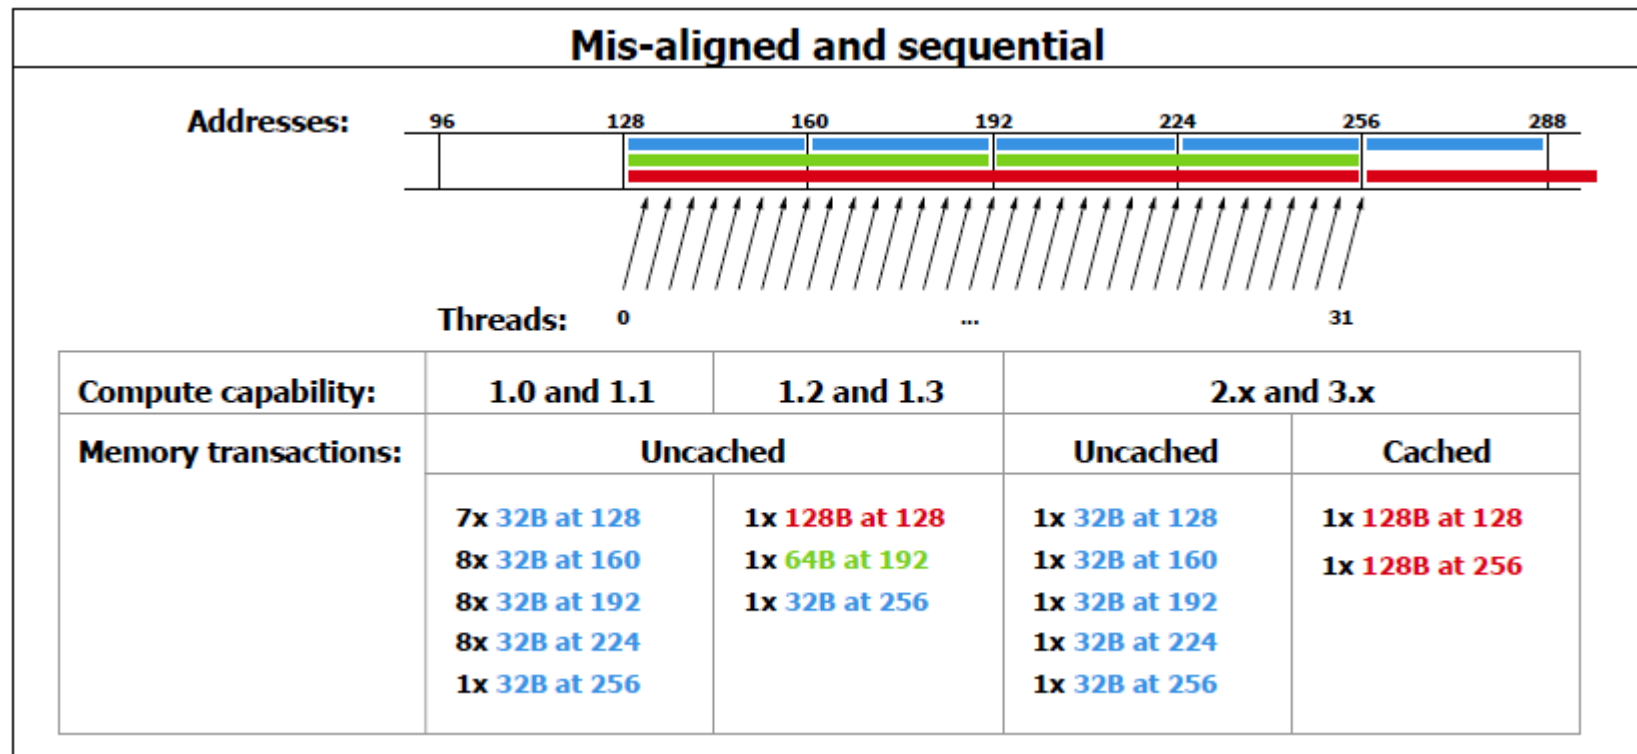 Mis-aligned and sequential
Addresses: 96 128 160 192 224 256 288
Threads: 0 ... 31
Compute capability: 1.0 and 1.1 1.2 and 1.3 2.x and 3.x
Memory transactions: Uncached Uncached Cached
7x 32B at 128 1x 128B at 128 1x 32B at 128 1x 128B at 128
8x 32B at 160 1x 64B at 192 1x 32B at 160 1x 128B at 256
8x 32B at 192 1x 32B at 256 1x 32B at 192
8x 32B at 224 1x 32B at 224
1x 32B at 256 1x 32B at 256